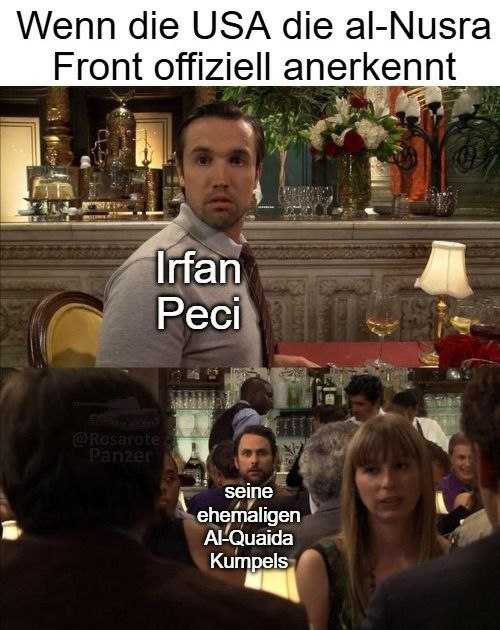 Wenn die USA die al-Nusra
Front offiziell anerkennt
Irfan
Peci
@Rosarote
Panzer
seine
ehemaligen
Al-Quaida
Kumpels